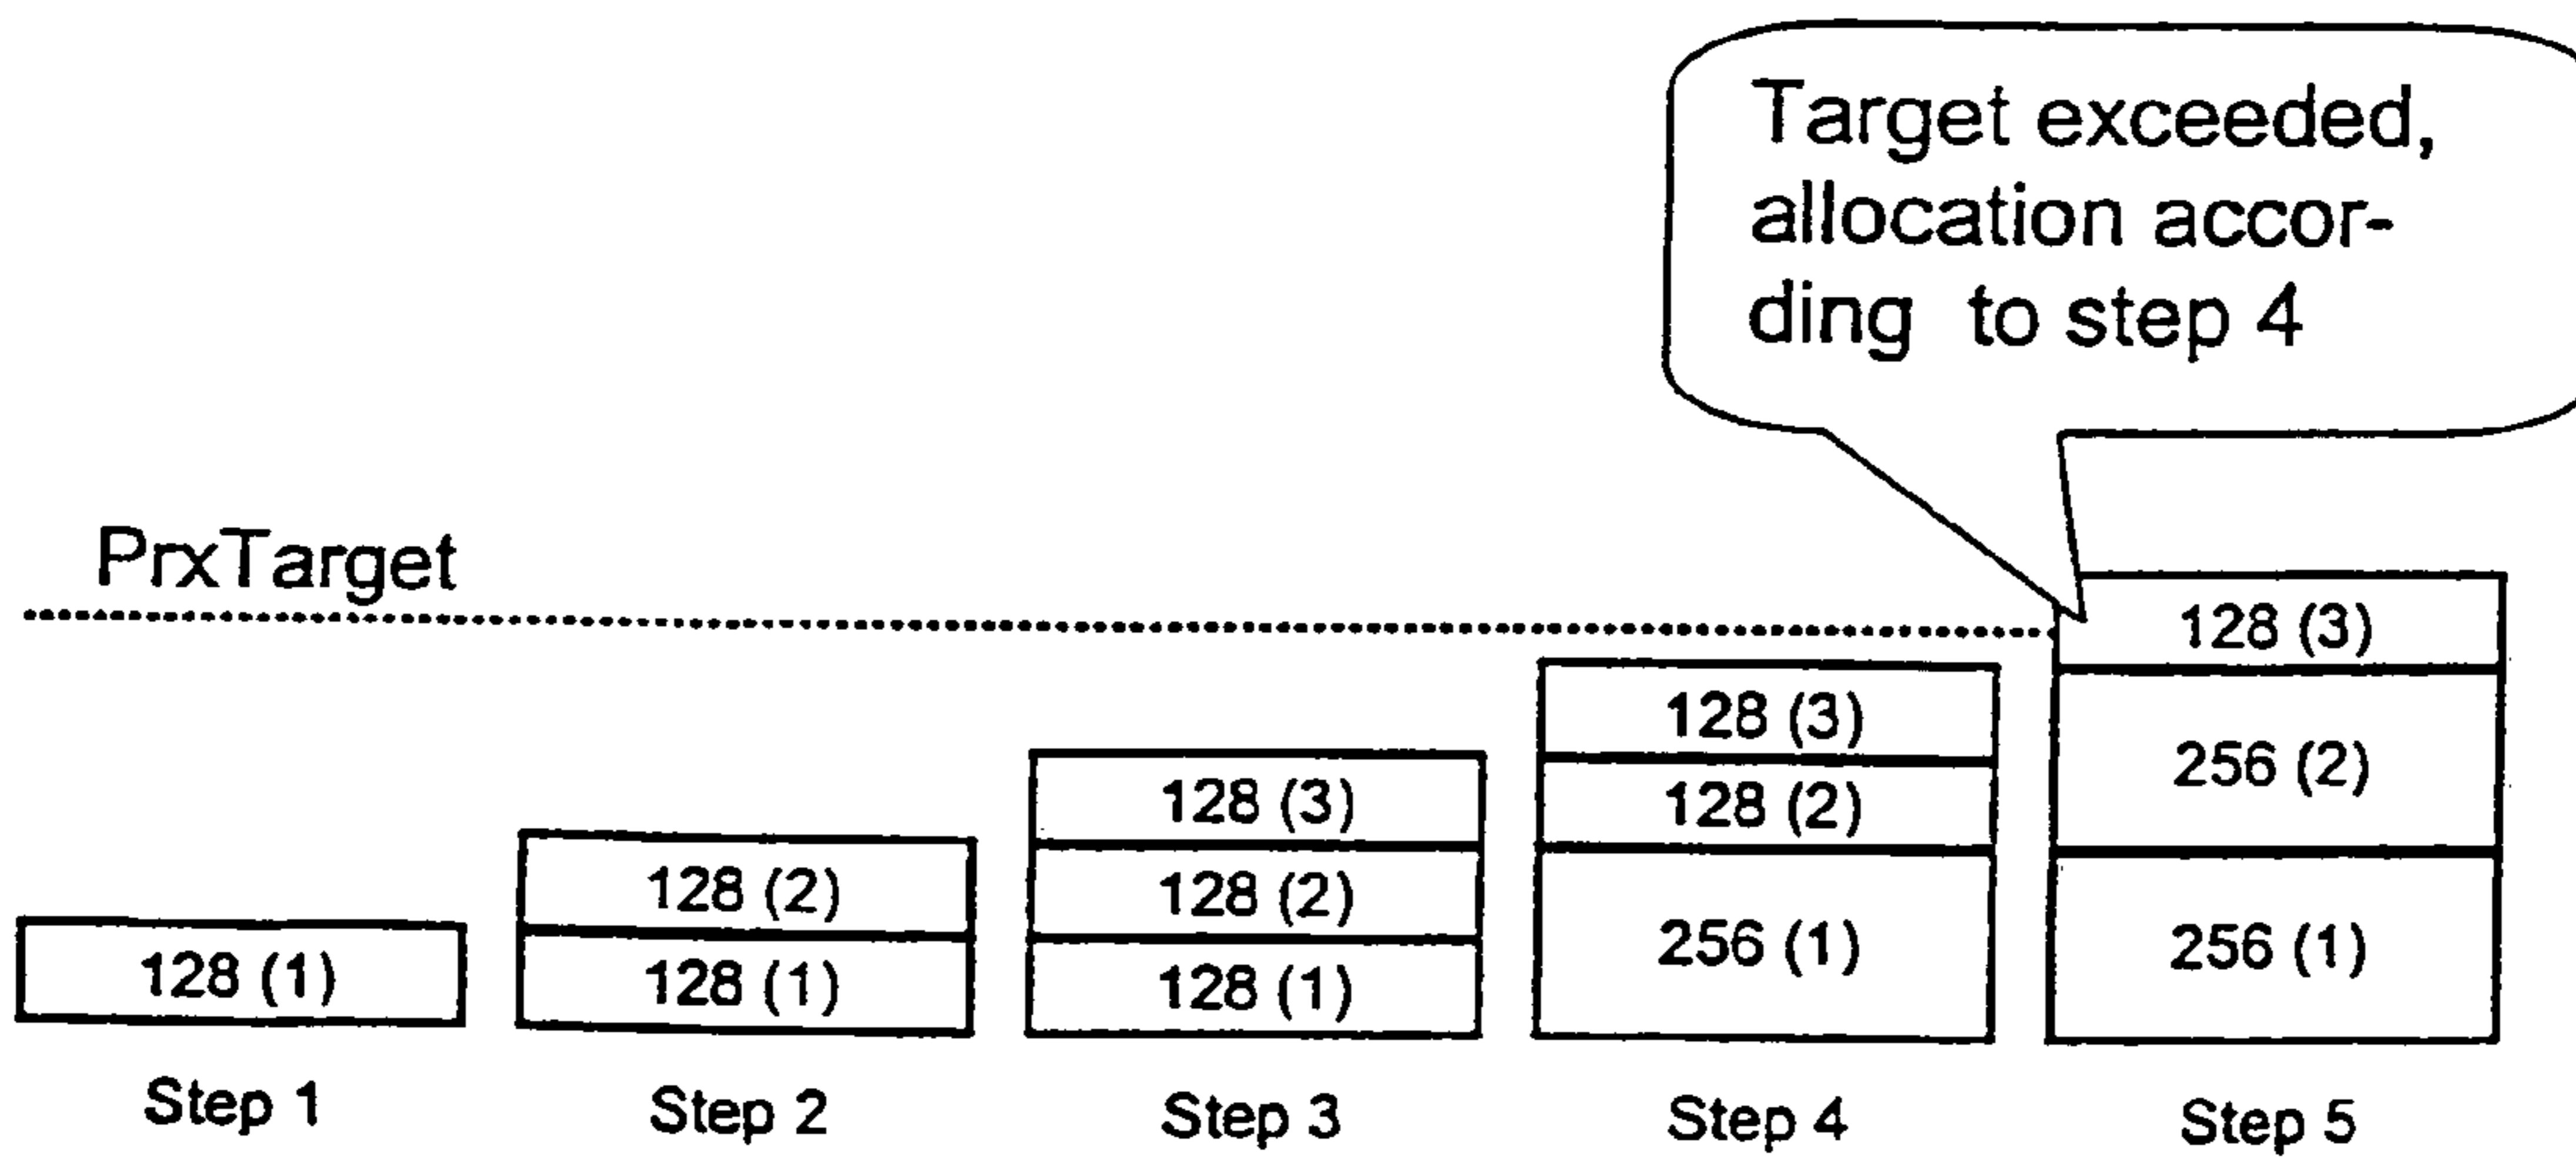 Target exceeded,
allocation accor-
ding to step 4
PrxTarget
128 (1)
Step 1
128 (2)
128 (1)
Step 2
128 (3)
128 (2)
128 (1)
Step 3
128 (3)
128 (2)
256 (1)
Step 4
128 (3)
256 (2)
256 (1)
Step 5